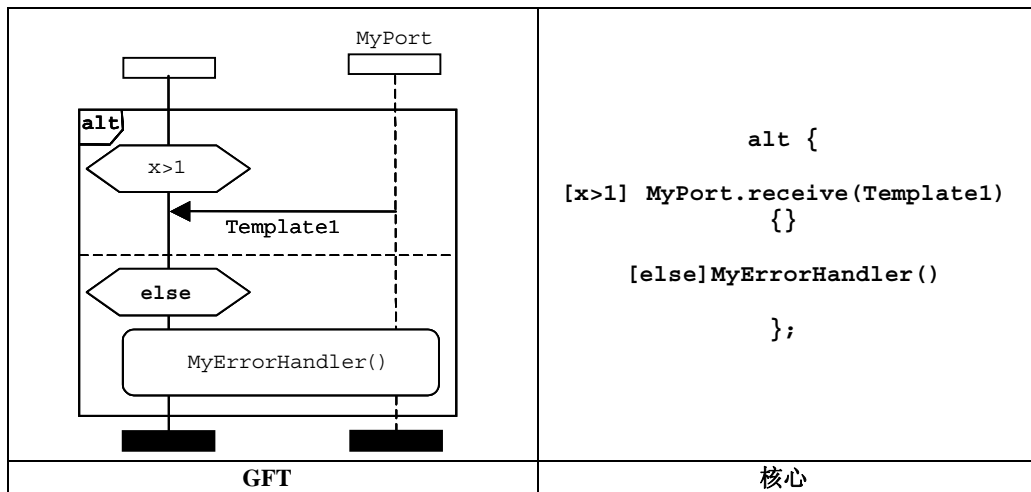 MyPort
alt
x>1
Template1
else
MyErrorHandler()
alt {
[x>1] MyPort.receive(Template1)
{}
[else]MyErrorHandler()
};
GFT
核心